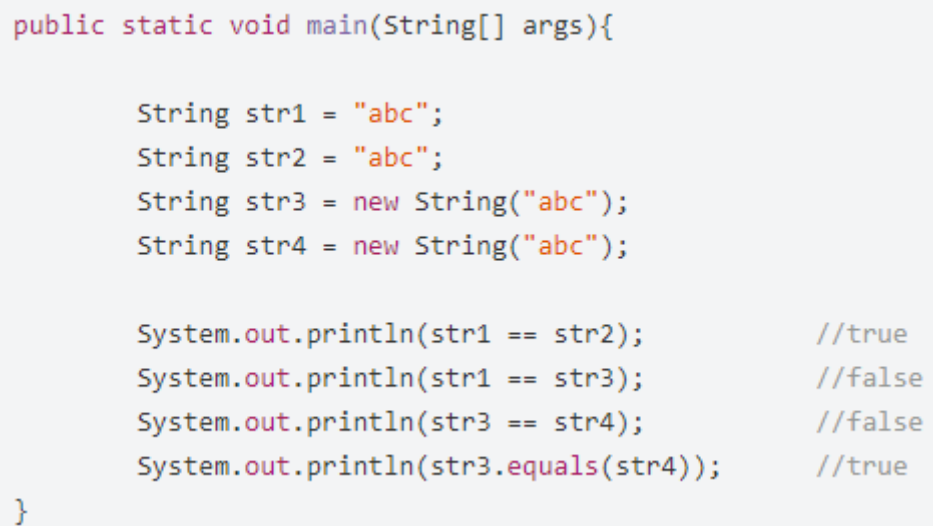 public static void main(String[] args){
String str1 = "abc";
String str2 = "abc";
String str3 = new String("abc");
String str4 = new String("abc");
System.out.println(str1 == str2); //true
System.out.println(str1 == str3); //false
System.out.println(str3 == str4); //false
System.out.println(str3.equals(str4)); //true
}